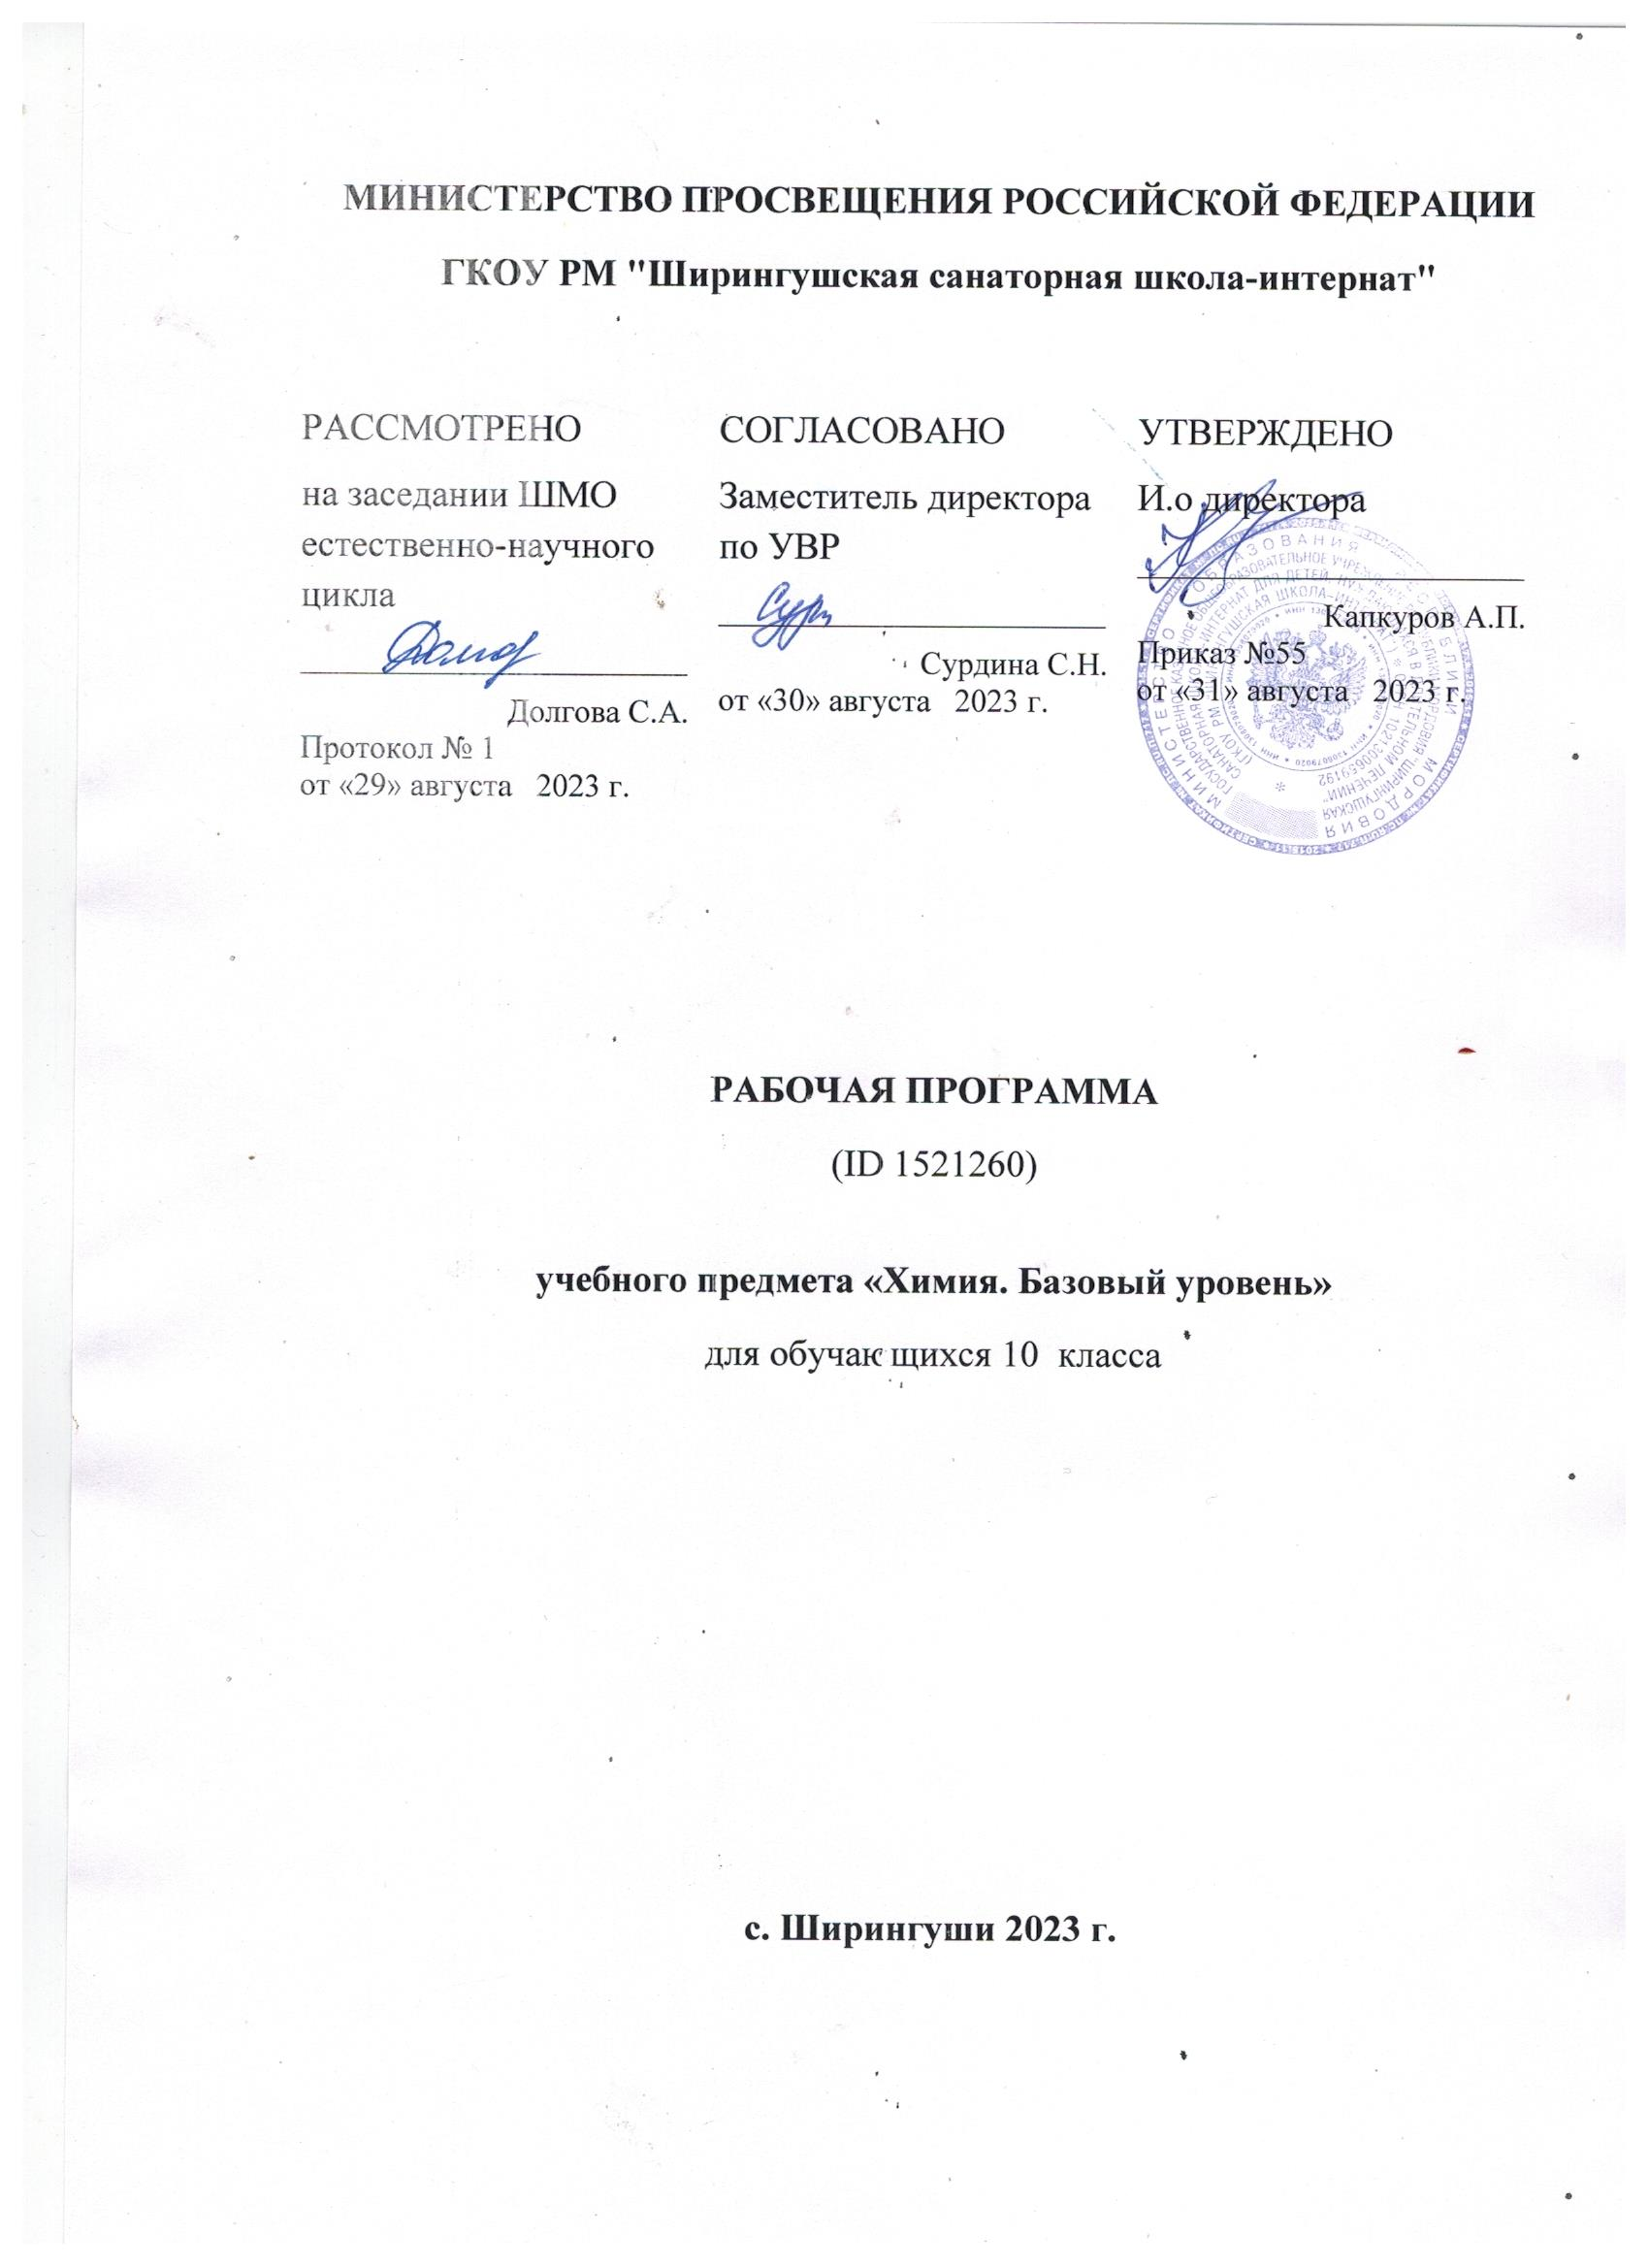 МИНИСТЕРСТВО ПРОСВЕЩЕНИЯ РОССИЙСКОЙ ФЕДЕРАЦИИ
ГКОУ РМ "Ширингушская санаторная школа-интернат"
РАССМОТРЕНО
на заседании ШМО
естественно-научного
цикла
Долгова С.А.
Протокол № 1
от «29» августа 2023 г.
СОГЛАСОВАНО
Заместитель директора
по УВР
Сурдина С.Н.
от «30» августа 2023 г.
УТВЕРЖДЕНО
И.о директора
Капкуров А.П.
Приказ №55
от «31» августа 2023 г.
РАБОЧАЯ ПРОГРАММА
(ID 1521260)
учебного предмета «Химия. Базовый уровень»
для обучающихся 10 класса
с. Ширингуши 2023 г.